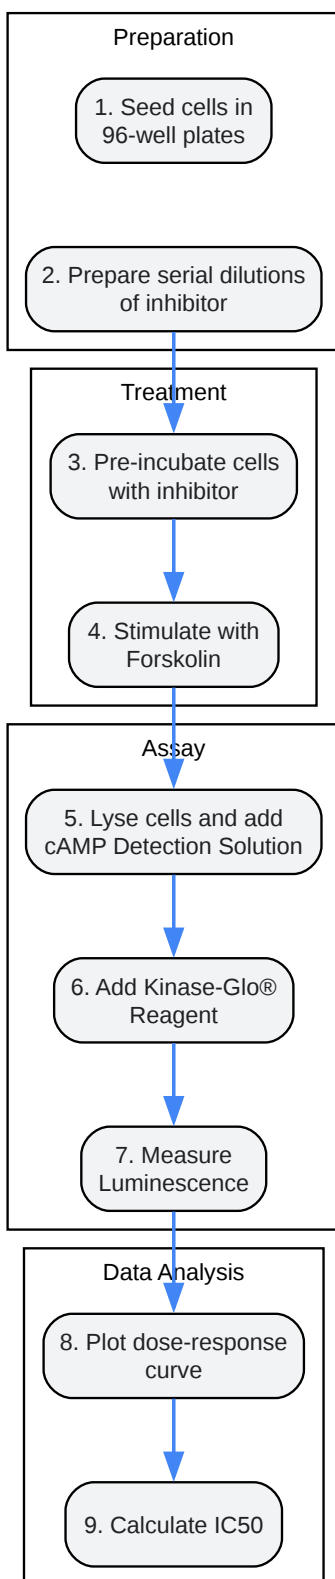 Preparation
1. Seed cells in
96-well plates
2. Prepare serial dilutions
of inhibitor
Treatment
3. Pre-incubate cells
with inhibitor
4. Stimulate with
Forskolin
Assay
5. Lyse cells and add
cAMP Detection Solution
6. Add Kinase-Glo®
Reagent
7. Measure
Luminescence
Data Analysis
8. Plot dose-response
curve
9. Calculate IC50